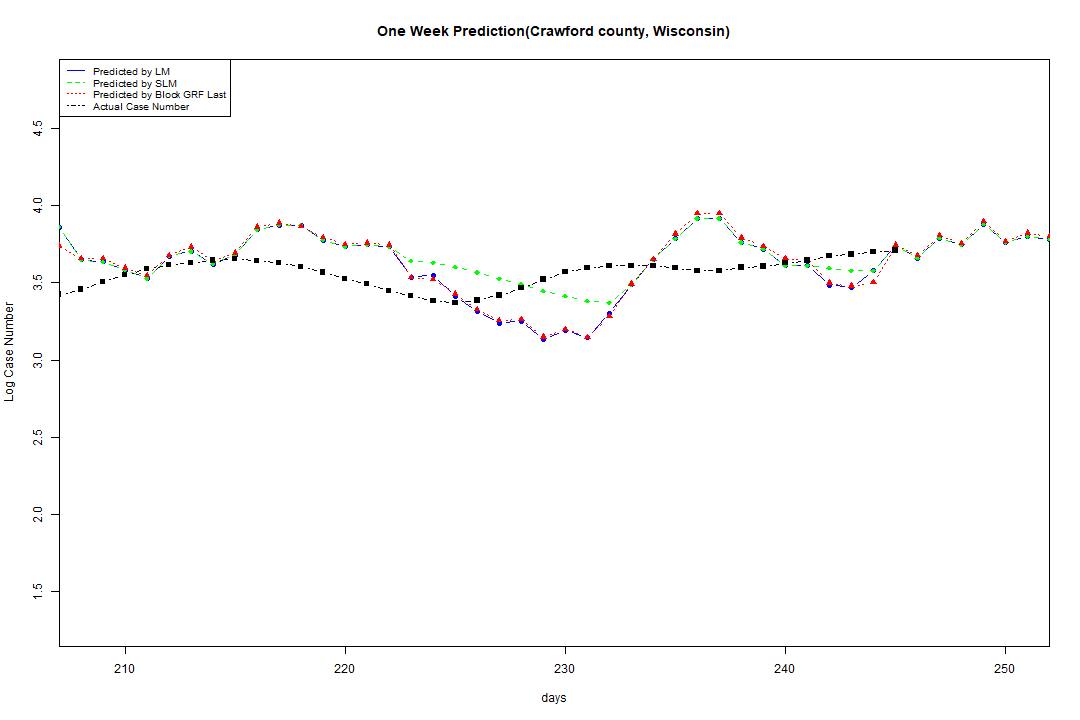 One Week Prediction(Crawford county, Wisconsin)
Predicted by LM
Predicted by SLM
Predicted by Block GRF Last
Actual Case Number
4.5
4.0
3.5
3.0
2.5
2.0
1.5
Log Case Number
210
220
230
240
250
days